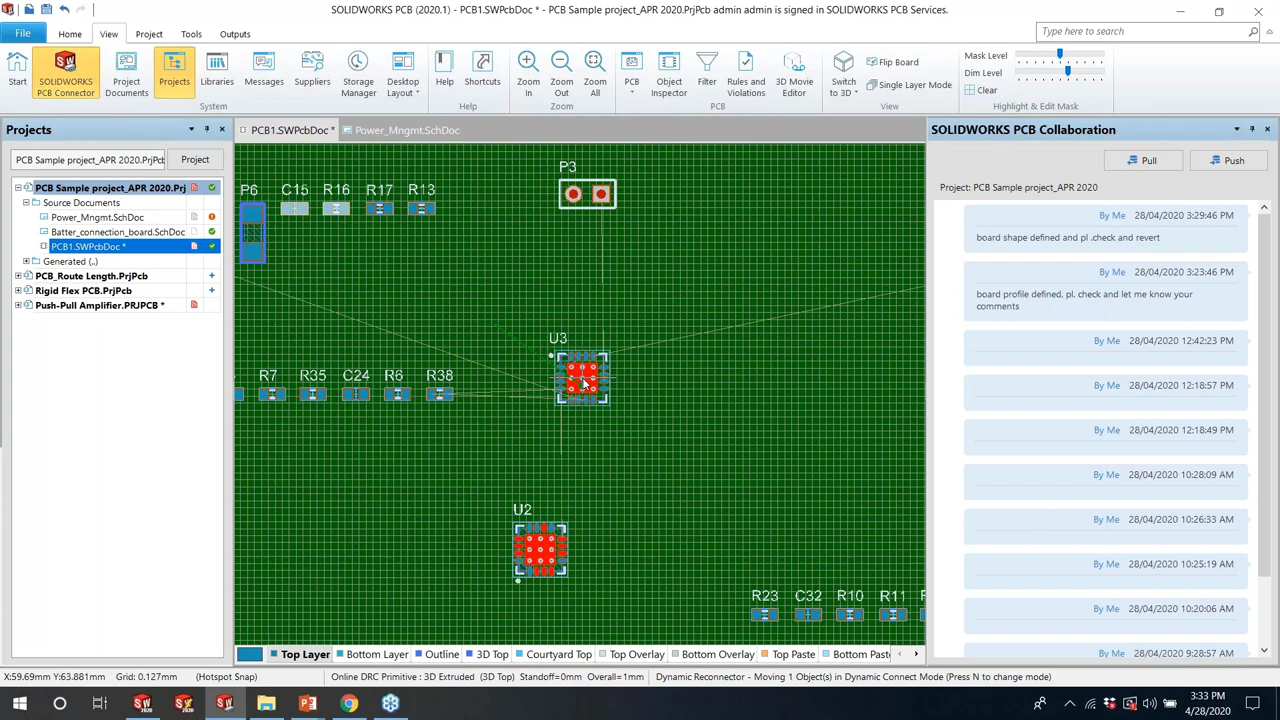 SOLIDWORKS PCB (2020.1) - PCB1.SWPcbDoc * - PCB Sample project_APR 2020.PrjPcb admin admin is signed in SOLIDWORKS PCB Services.
File
Home
View
Project
Tools
Outputs
Type here to search
Start
SOLIDWORKS PCB Connector
Project Documents
Projects
Libraries
Messages
Suppliers
Storage Manager
Desktop Layout
Help
Shortcuts
Zoom In
Zoom Out
Zoom All
PCB
Object Inspector
Filter
Rules and Violations
3D Movie Editor
Switch to 3D
Flip Board
Single Layer Mode
Mask Level
Dim Level
Clear
System
Help
Zoom
PCB
View
Highlight & Edit Mask
Projects
PCB1.SWPcbDoc *
Power_Mngmt.SchDoc
SOLIDWORKS PCB Collaboration
PCB Sample project_APR 2020.PrjPcb
Project
Pull
Push
PCB Sample project_APR 2020.Prj
Source Documents
Power_Mngmt.SchDoc
Batter_connection_board.SchDoc
PCB1.SWPcbDoc *
Generated (..)
PCB_Route Length.PrjPcb
Rigid Flex PCB.PrjPcb
Push-Pull Amplifier.PRJPCB *
P3
P6
C15
R16
R17
R13
U3
R7
R35
C24
R6
R38
U2
R23
C32
R10
R11
Project: PCB Sample project_APR 2020
By Me 28/04/2020 3:29:46 PM
board shape defined and pl .check and revert
By Me 28/04/2020 3:23:46 PM
board profile defined, pl. check and let me know your
comments
By Me 28/04/2020 12:42:23 PM
By Me 28/04/2020 12:18:57 PM
By Me 28/04/2020 12:18:49 PM
By Me 28/04/2020 10:28:09 AM
By Me 28/04/2020 10:26:33 AM
By Me 28/04/2020 10:25:19 AM
By Me 28/04/2020 10:20:06 AM
By Me 28/04/2020 9:28:57 AM
Top Layer
Bottom Layer
Outline
3D Top
Courtyard Top
Top Overlay
Bottom Overlay
Top Paste
Bottom Paste
X:59.69mm Y:63.881mm Grid: 0.127mm (Hotspot Snap)
Online DRC Primitive : 3D Extruded (3D Top) Standoff=0mm Overall=1mm
Dynamic Reconnector - Moving 1 Object(s) in Dynamic Connect Mode (Press N to change mode)
3:33 PM
4/28/2020